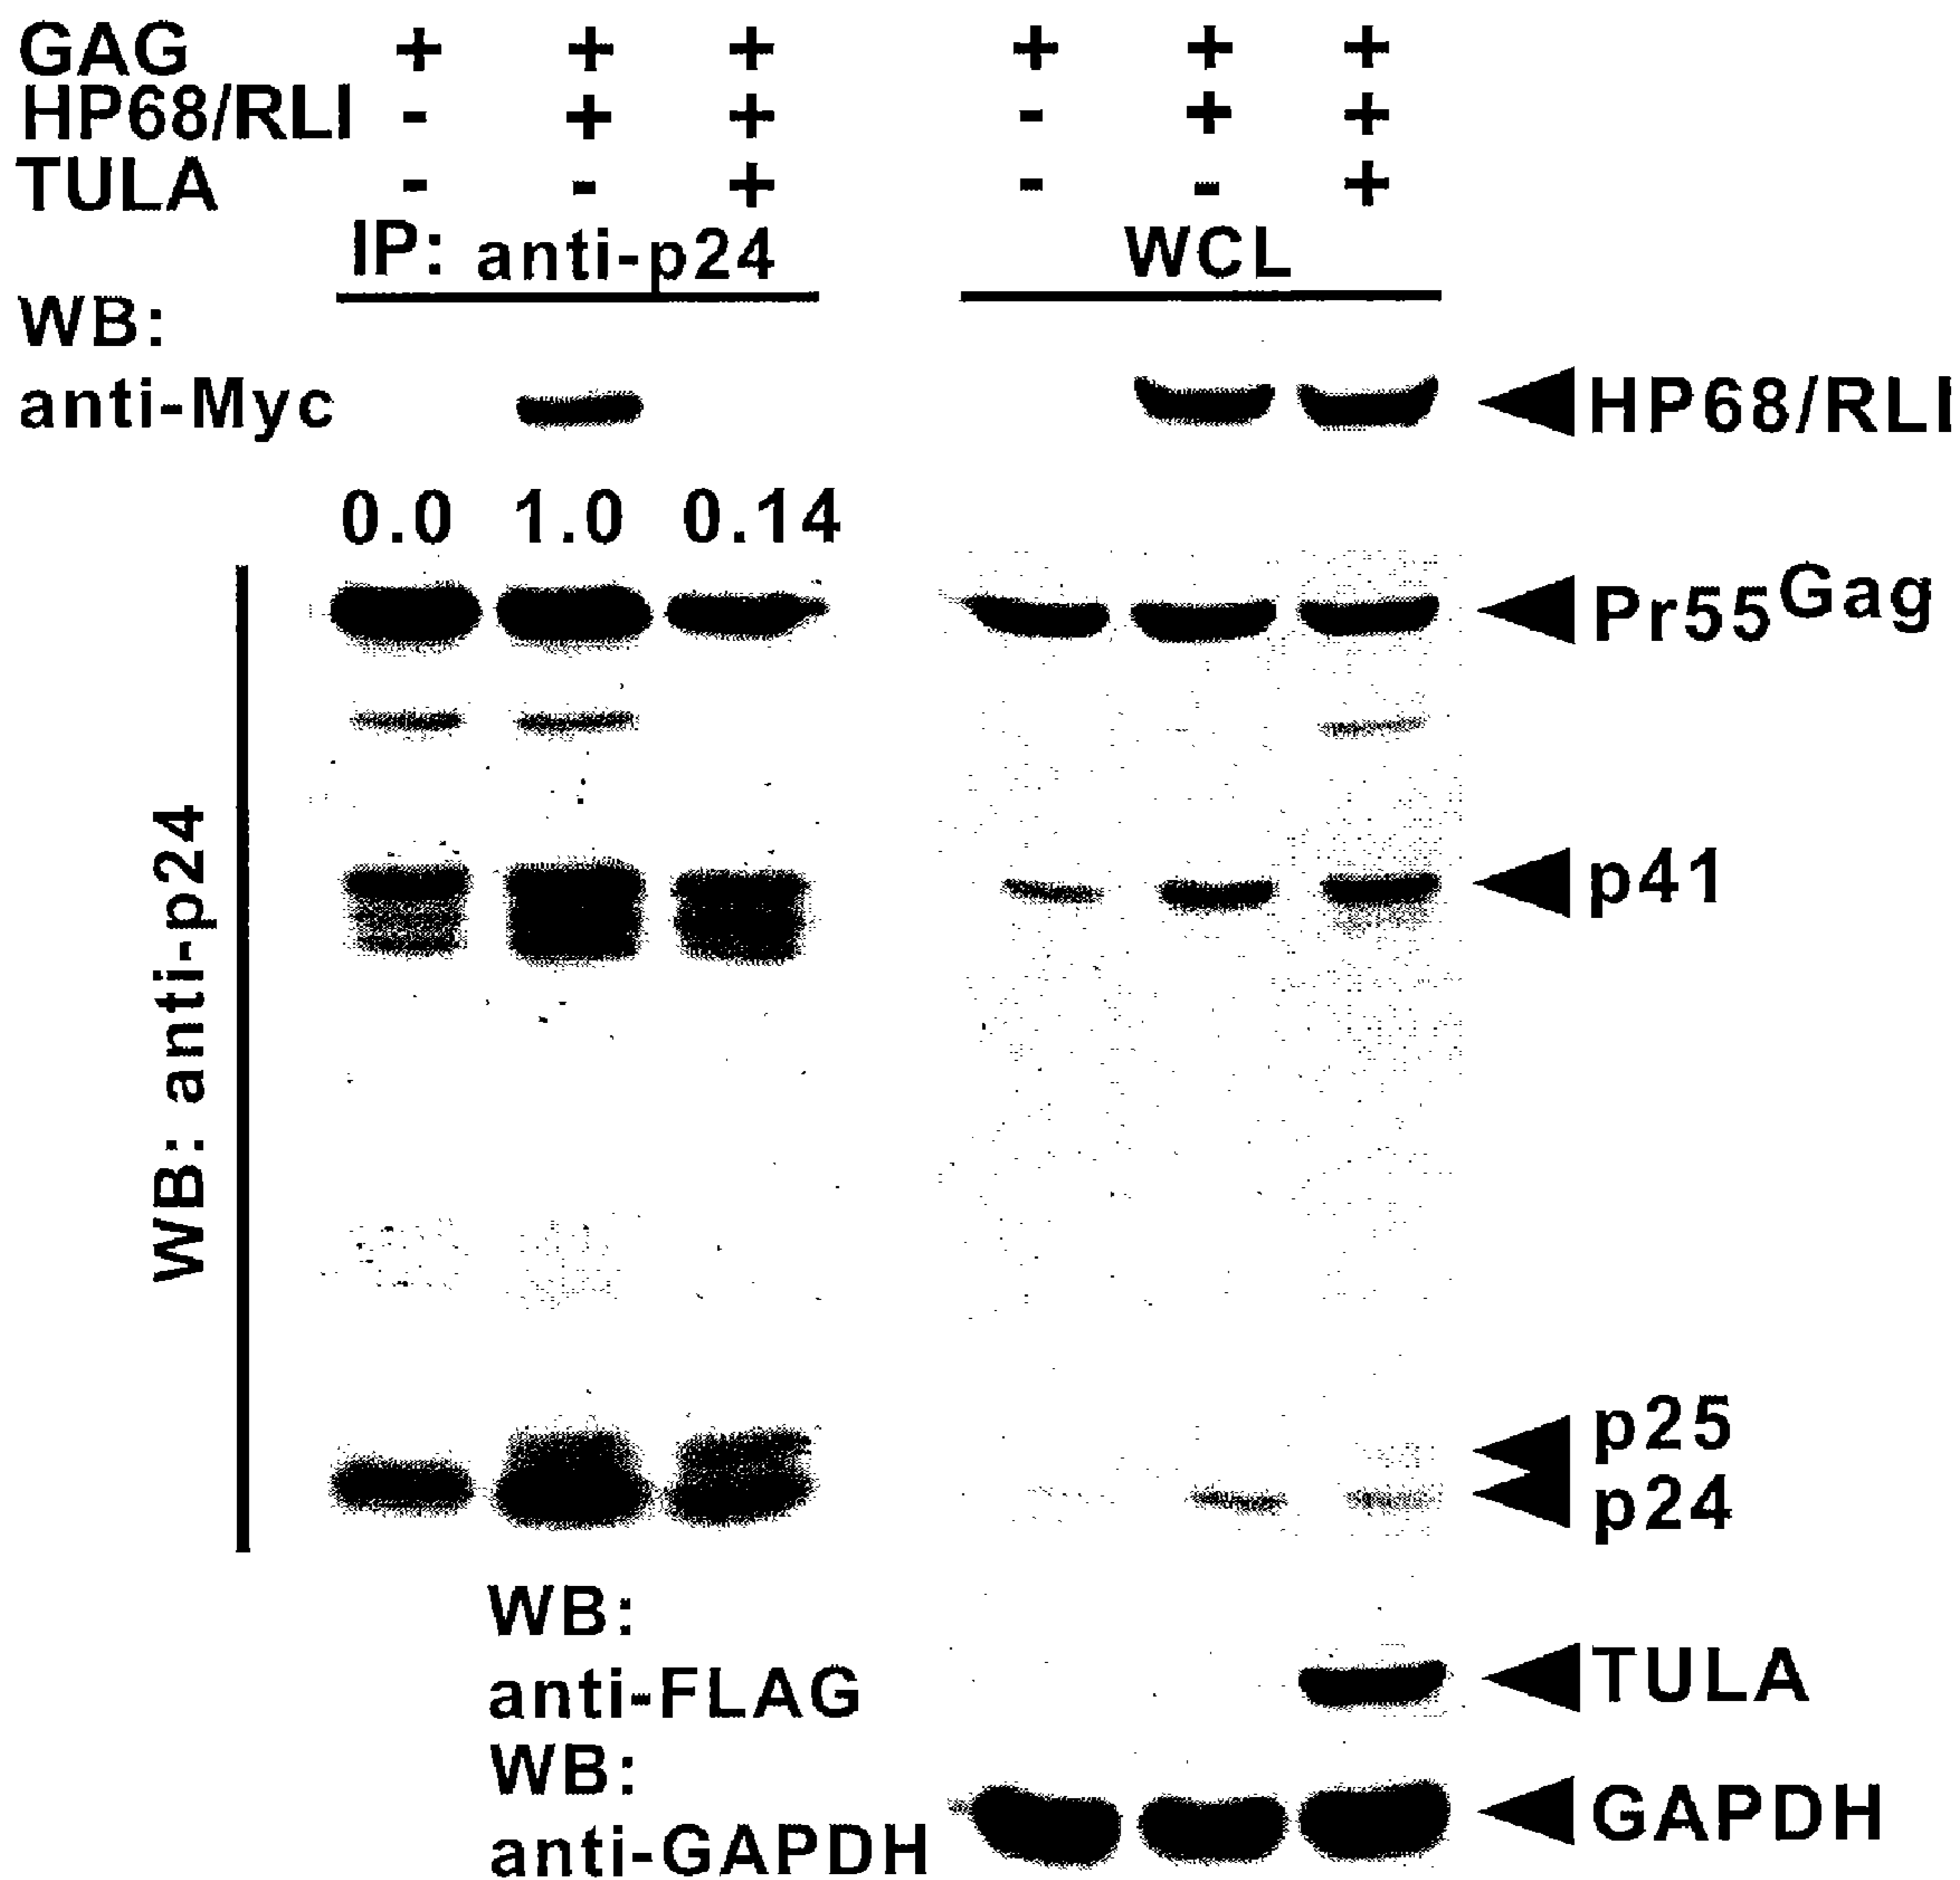 GAG + + + + + +
HP68/RLI - + + - + +
TULA - - + - - +
IP: anti-p24 WCL
WB:
anti-Myc HP68/RLI
0.0 1.0 0.14
Pr55Gag
p41
WB: anti-p24
p25
p24
WB:
anti-FLAG TULA
WB:
anti-GAPDH GAPDH